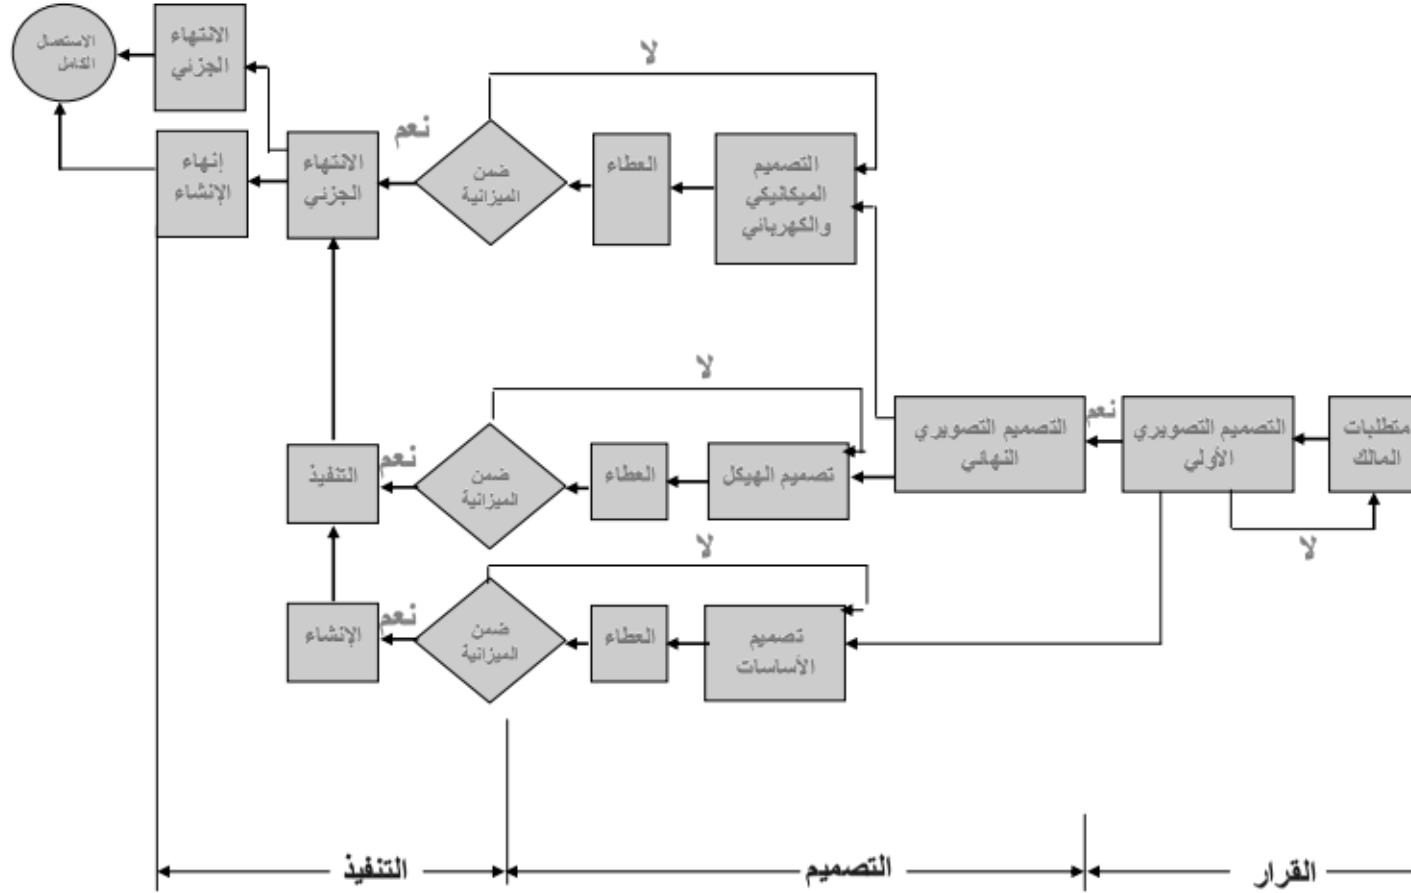 لا
الاستعمال
الكامل
الانتهاء
الجزئي
نعم
إنهاء
الإنشاء
الانتهاء
الجزئي
ضمن
الميزانية
العطاء
التصميم
الميكانيكي
والكهربائي
لا
متطلبات
المالك
التصميم التصويري
الأولي
نعم
التصميم التصويري
النهائي
تصميم الهيكل
العطاء
ضمن
الميزانية
نعم
التنفيذ
لا
لا
تصميم
الأساسات
العطاء
ضمن
الميزانية
نعم
الإنشاء
القرار
التصميم
التنفيذ